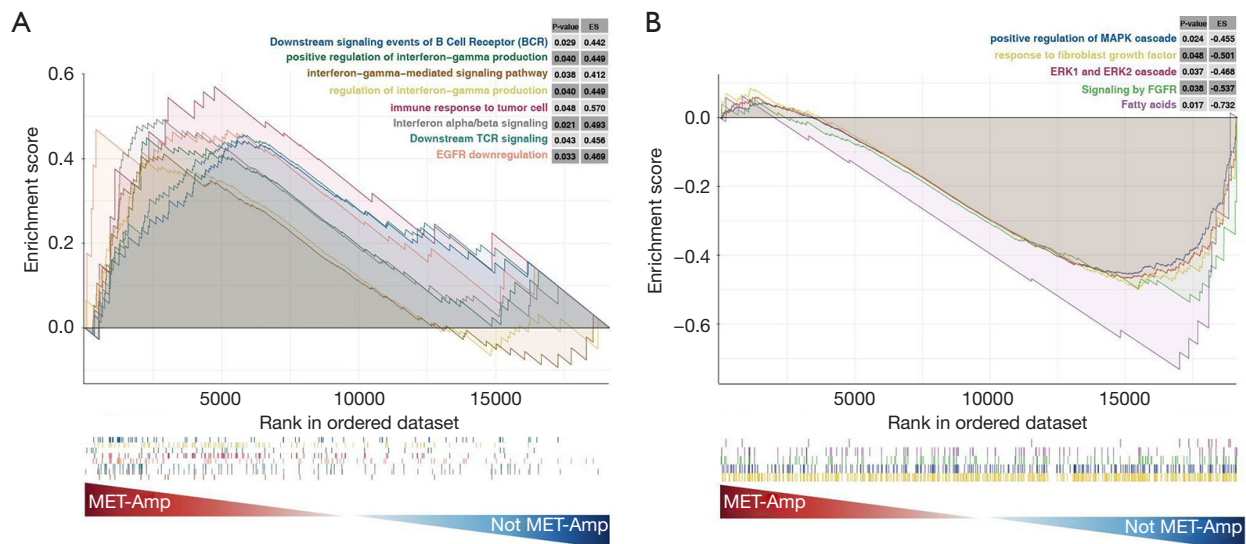 A
P-value ES
Downstream signaling events of B Cell Receptor (BCR) 0.029 0.442
positive regulation of interferon-gamma production 0.040 0.449
interferon-gamma-mediated signaling pathway 0.038 0.412
regulation of interferon-gamma production 0.040 0.449
immune response to tumor cell 0.048 0.570
Interferon alpha/beta signaling 0.021 0.493
Downstream TCR signaling 0.043 0.456
EGFR downregulation 0.033 0.469
Enrichment score
0.6
0.4
0.2
0.0
5000 10000 15000
Rank in ordered dataset
MET-Amp
Not MET-Amp
B
P-value ES
positive regulation of MAPK cascade 0.024 -0.455
response to fibroblast growth factor 0.048 -0.501
ERK1 and ERK2 cascade 0.037 -0.468
Signaling by FGFR 0.038 -0.537
Fatty acids 0.017 -0.732
Enrichment score
0.0
−0.2
−0.4
−0.6
5000 10000 15000
Rank in ordered dataset
MET-Amp
Not MET-Amp